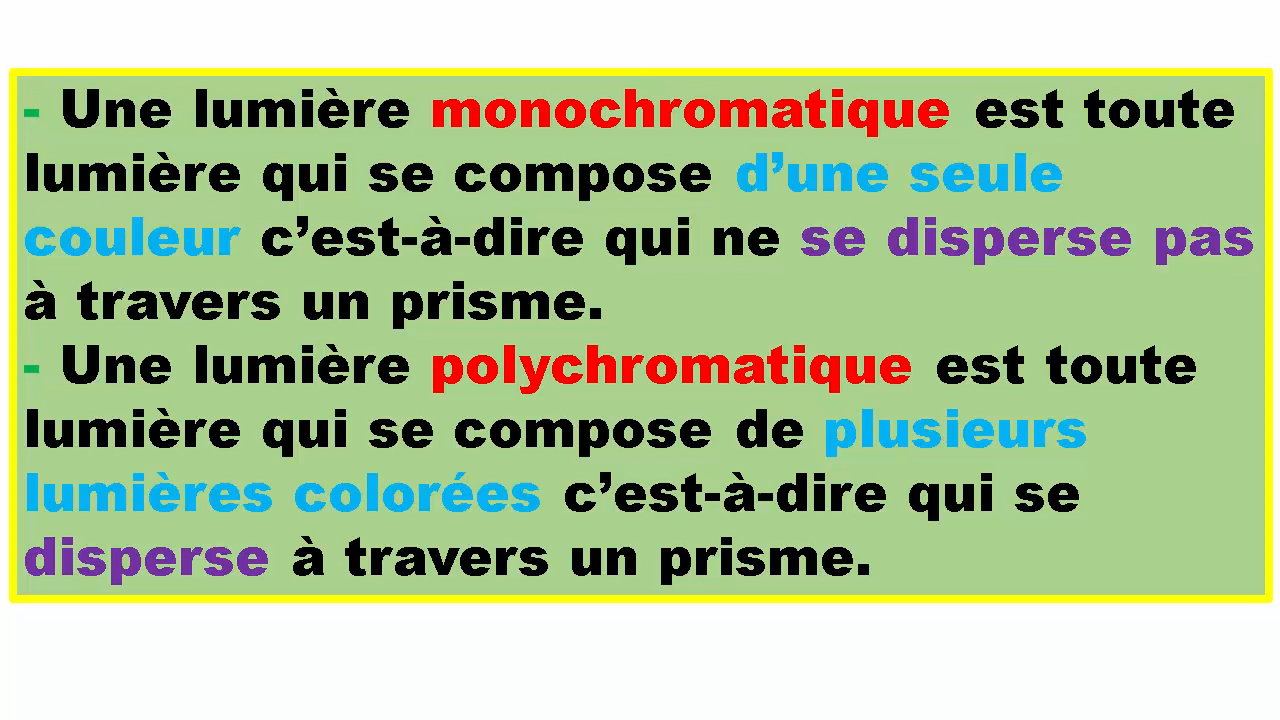 - Une lumière monochromatique est toute
lumière qui se compose d’une seule
couleur c’est-à-dire qui ne se disperse pas
à travers un prisme.
- Une lumière polychromatique est toute
lumière qui se compose de plusieurs
lumières colorées c’est-à-dire qui se
disperse à travers un prisme.